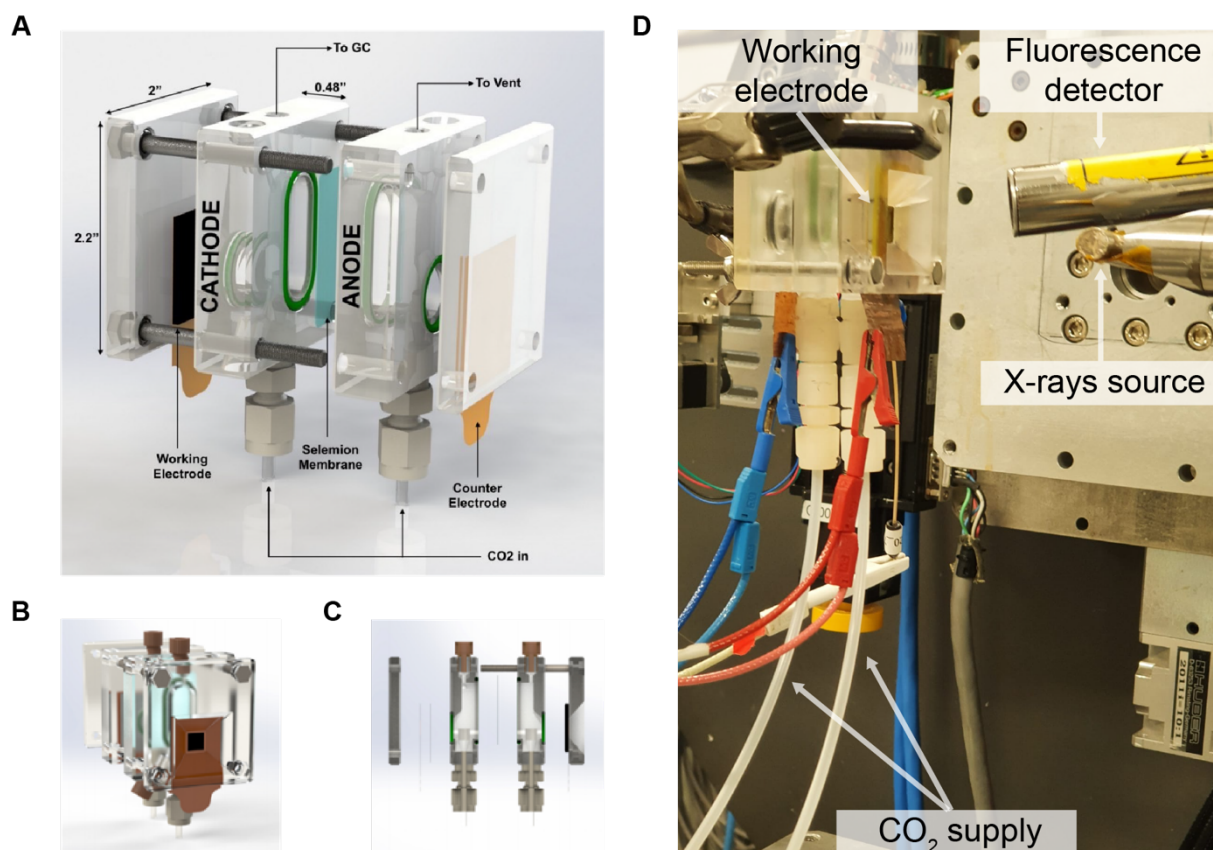 A
To GC
0.48"
2"
To Vent
2.2"
CATHODE
ANODE
Working
Electrode
Selemion
Membrane
Counter
Electrode
CO2 in
B
C
D
Working
electrode
Fluorescence
detector
X-rays source
CO₂ supply
HUBER